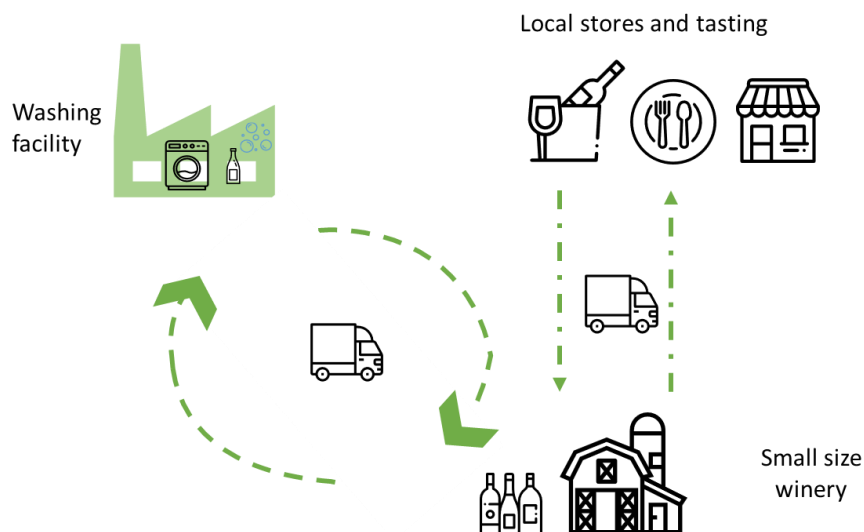 Local stores and tasting
Washing
facility
Small size
winery